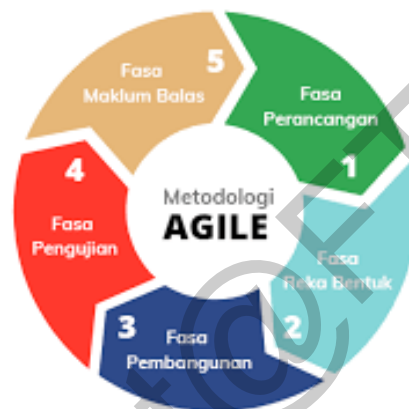 Metodologi
AGILE
Fasa
Perancangan
1
Fasa
Reka Bentuk
2
3
Fasa
Pembangunan
4
Fasa
Pengujian
Fasa
Maklum Balas
5